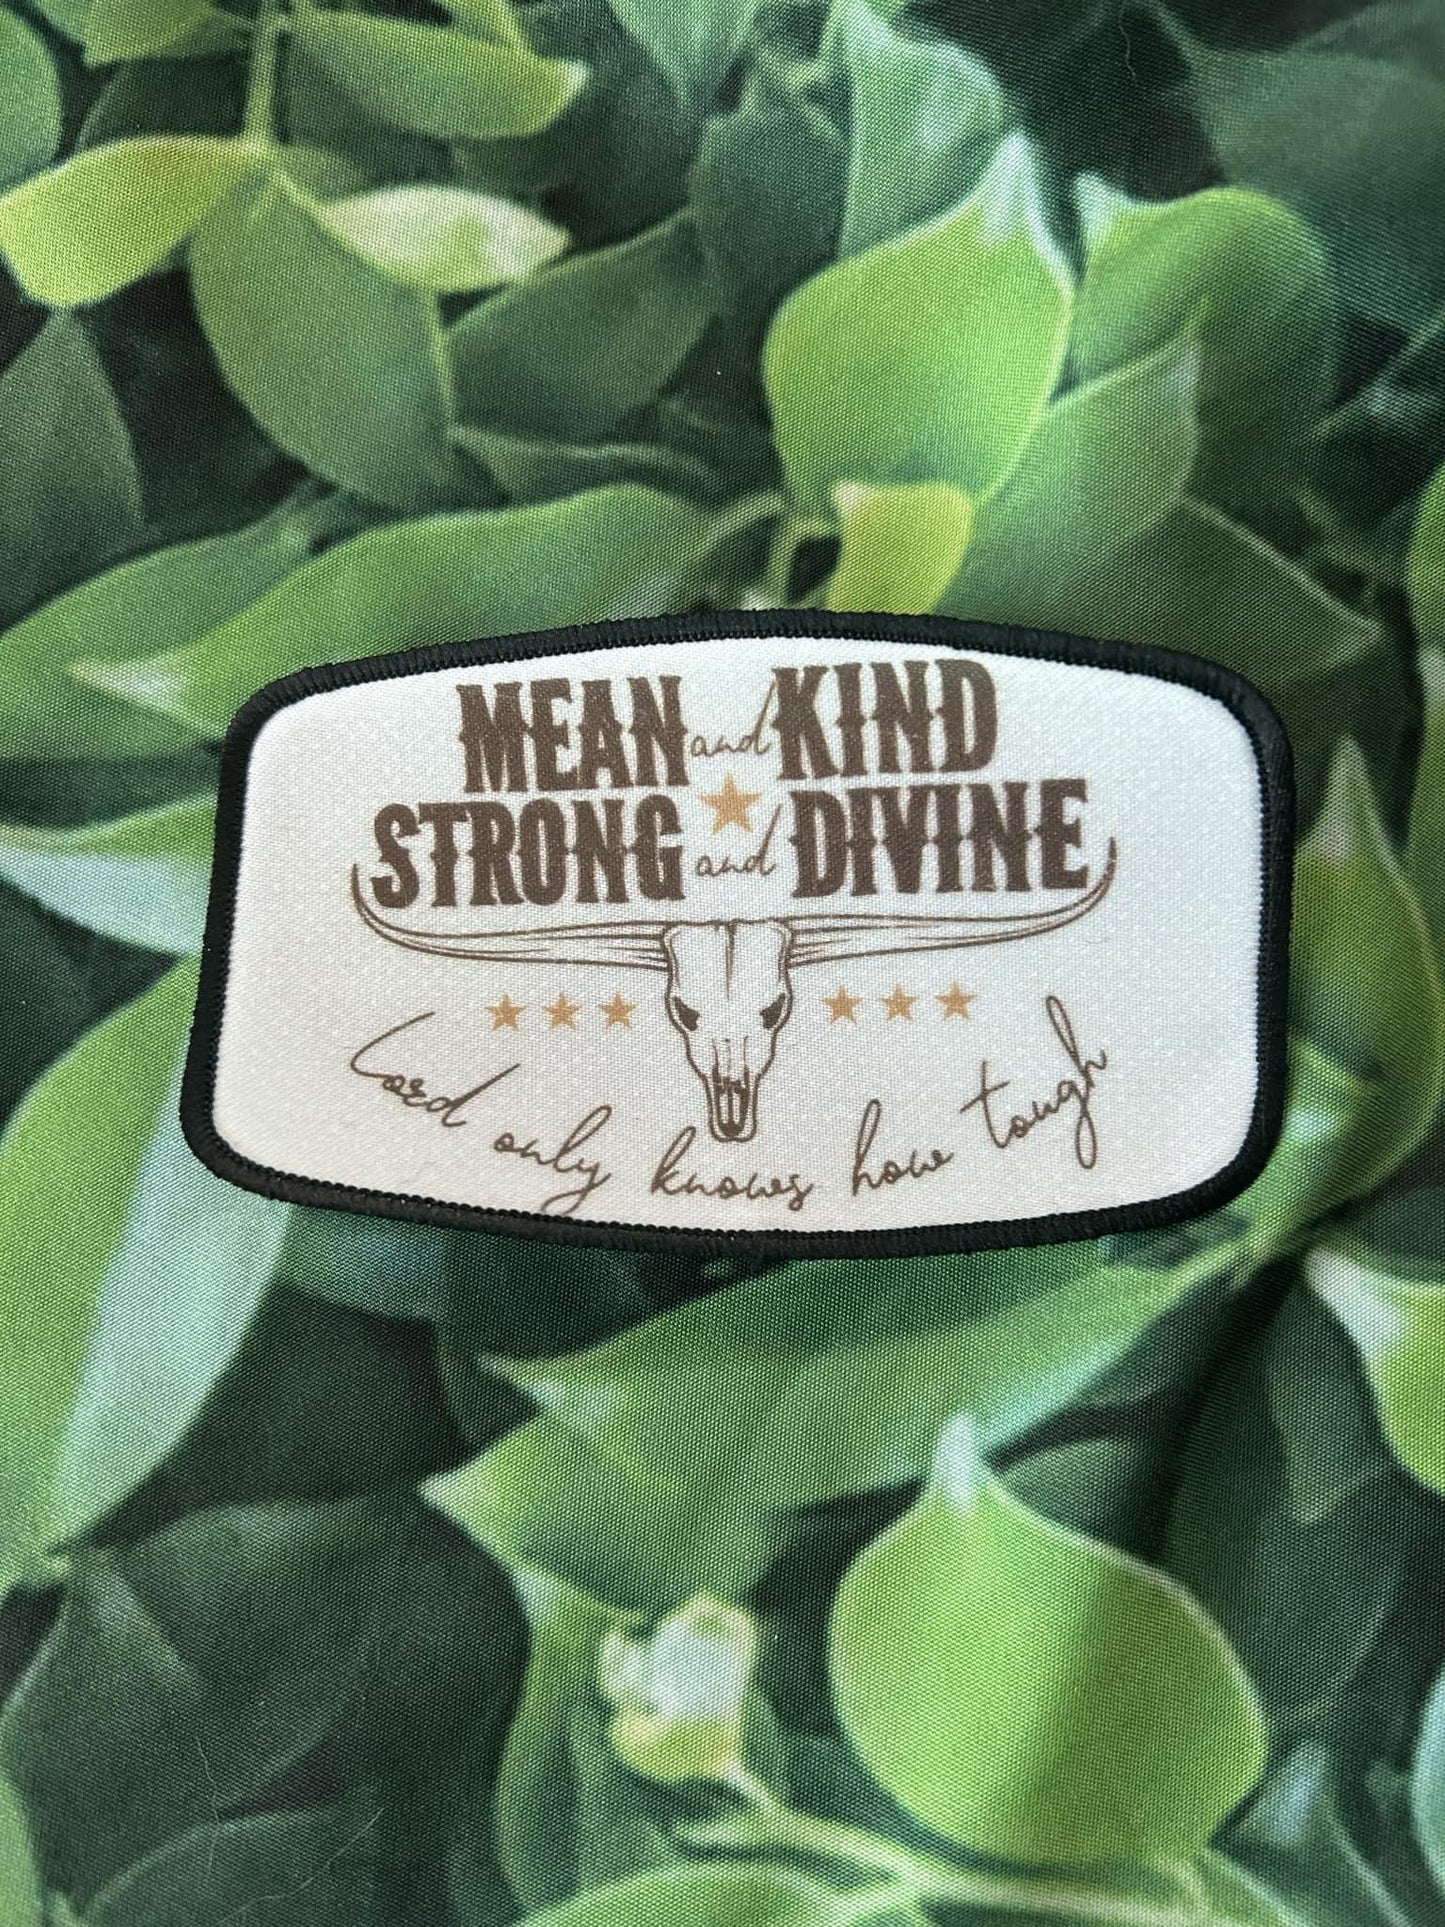 MEAN and KIND
STRONG and DIVINE
Lord only knows how tough